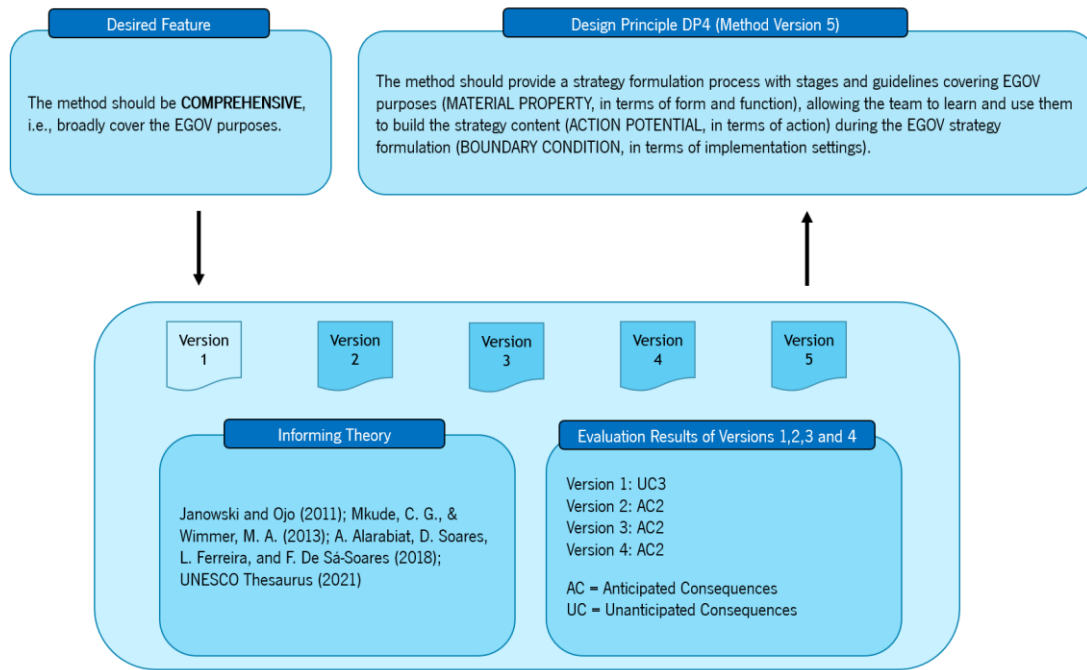 Desired Feature
The method should be COMPREHENSIVE,
i.e., broadly cover the EGOV purposes.
Design Principle DP4 (Method Version 5)
The method should provide a strategy formulation process with stages and guidelines covering EGOV
purposes (MATERIAL PROPERTY, in terms of form and function), allowing the team to learn and use them
to build the strategy content (ACTION POTENTIAL, in terms of action) during the EGOV strategy
formulation (BOUNDARY CONDITION, in terms of implementation settings).
Version
1
Version
2
Version
3
Version
4
Version
5
Informing Theory
Janowski and Ojo (2011); Mkude, C. G., &
Wimmer, M. A. (2013); A. Alarabiat, D. Soares,
L. Ferreira, and F. De Sá-Soares (2018);
UNESCO Thesaurus (2021)
Evaluation Results of Versions 1,2,3 and 4
Version 1: UC3
Version 2: AC2
Version 3: AC2
Version 4: AC2
AC = Anticipated Consequences
UC = Unanticipated Consequences